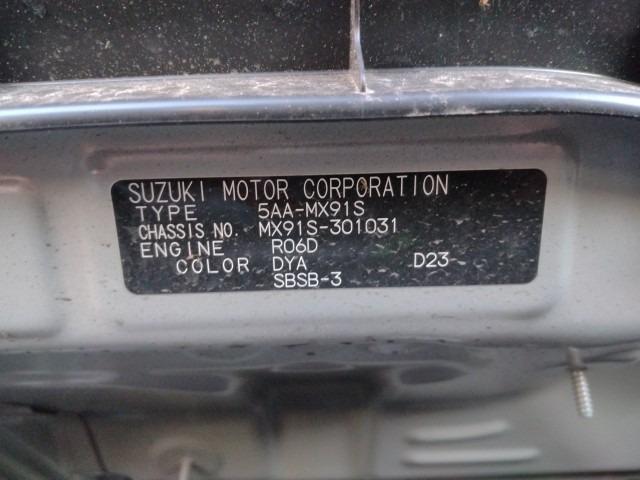 SUZUKI MOTOR CORPORATION
TYPE 5AA-MX91S
CHASSIS NO. MX91S-301031
ENGINE R06D
COLOR DYA D23
SBSB-3